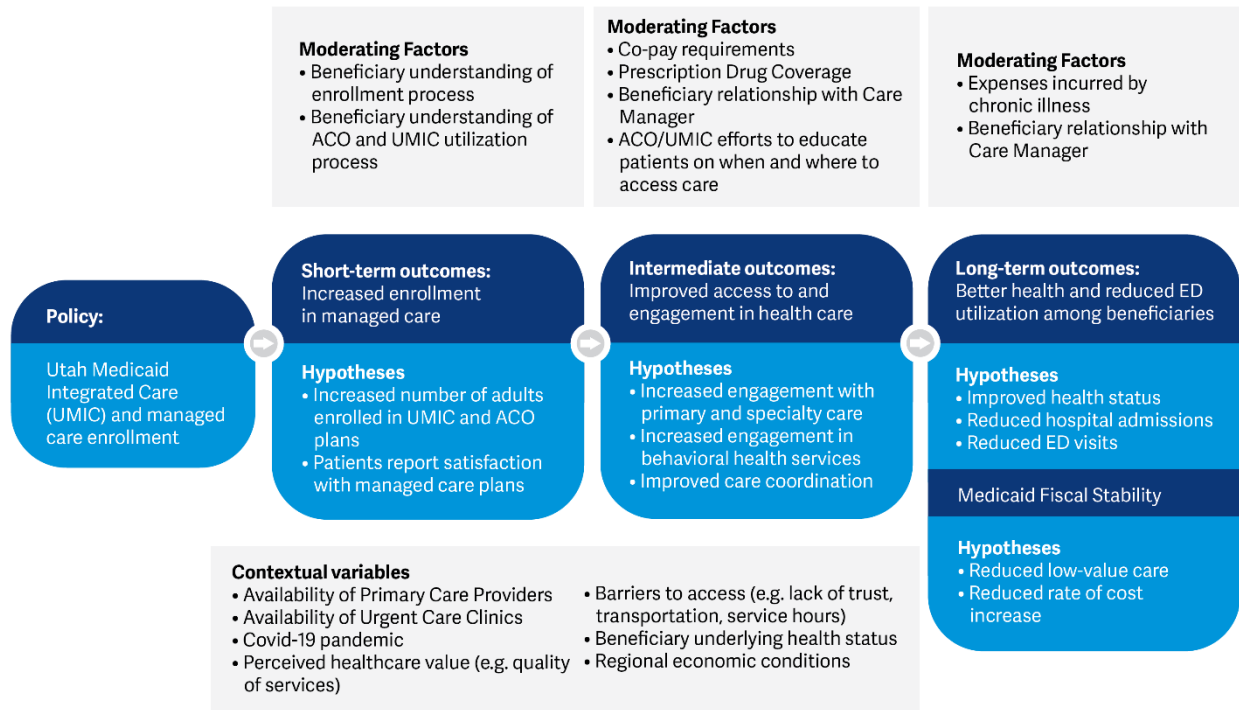 Moderating Factors
• Beneficiary understanding of
enrollment process
• Beneficiary understanding of
ACO and UMIC utilization
process
Moderating Factors
• Co-pay requirements
• Prescription Drug Coverage
• Beneficiary relationship with Care
Manager
• ACO/UMIC efforts to educate
patients on when and where to
access care
Moderating Factors
• Expenses incurred by
chronic illness
• Beneficiary relationship with
Care Manager
Policy:
Utah Medicaid
Integrated Care
(UMIC) and managed
care enrollment
Short-term outcomes:
Increased enrollment
in managed care
Hypotheses
• Increased number of adults
enrolled in UMIC and ACO
plans
• Patients report satisfaction
with managed care plans
Intermediate outcomes:
Improved access to and
engagement in health care
Hypotheses
• Increased engagement with
primary and specialty care
• Increased engagement in
behavioral health services
• Improved care coordination
Long-term outcomes:
Better health and reduced ED
utilization among beneficiaries
Hypotheses
• Improved health status
• Reduced hospital admissions
• Reduced ED visits
Medicaid Fiscal Stability
Hypotheses
• Reduced low-value care
• Reduced rate of cost
increase
Contextual variables
• Availability of Primary Care Providers
• Availability of Urgent Care Clinics
• Covid-19 pandemic
• Perceived healthcare value (e.g. quality
of services)
• Barriers to access (e.g. lack of trust,
transportation, service hours)
• Beneficiary underlying health status
• Regional economic conditions